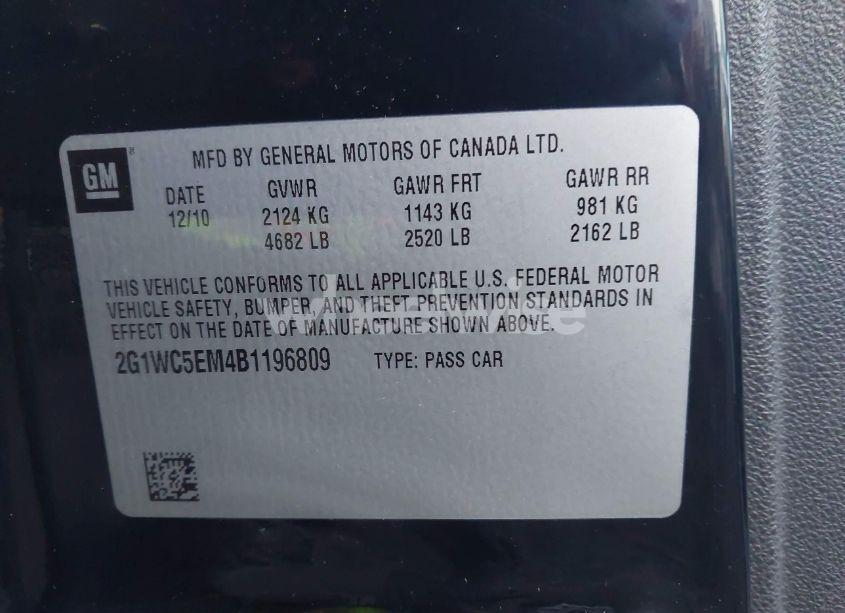 GM
MFD BY GENERAL MOTORS OF CANADA LTD.
DATE GVWR GAWR FRT GAWR RR
12/10 2124 KG 1143 KG 981 KG
4682 LB 2520 LB 2162 LB
THIS VEHICLE CONFORMS TO ALL APPLICABLE U.S. FEDERAL MOTOR
VEHICLE SAFETY, BUMPER, AND THEFT PREVENTION STANDARDS IN
EFFECT ON THE DATE OF MANUFACTURE SHOWN ABOVE.
2G1WC5EM4B1196809 TYPE: PASS CAR